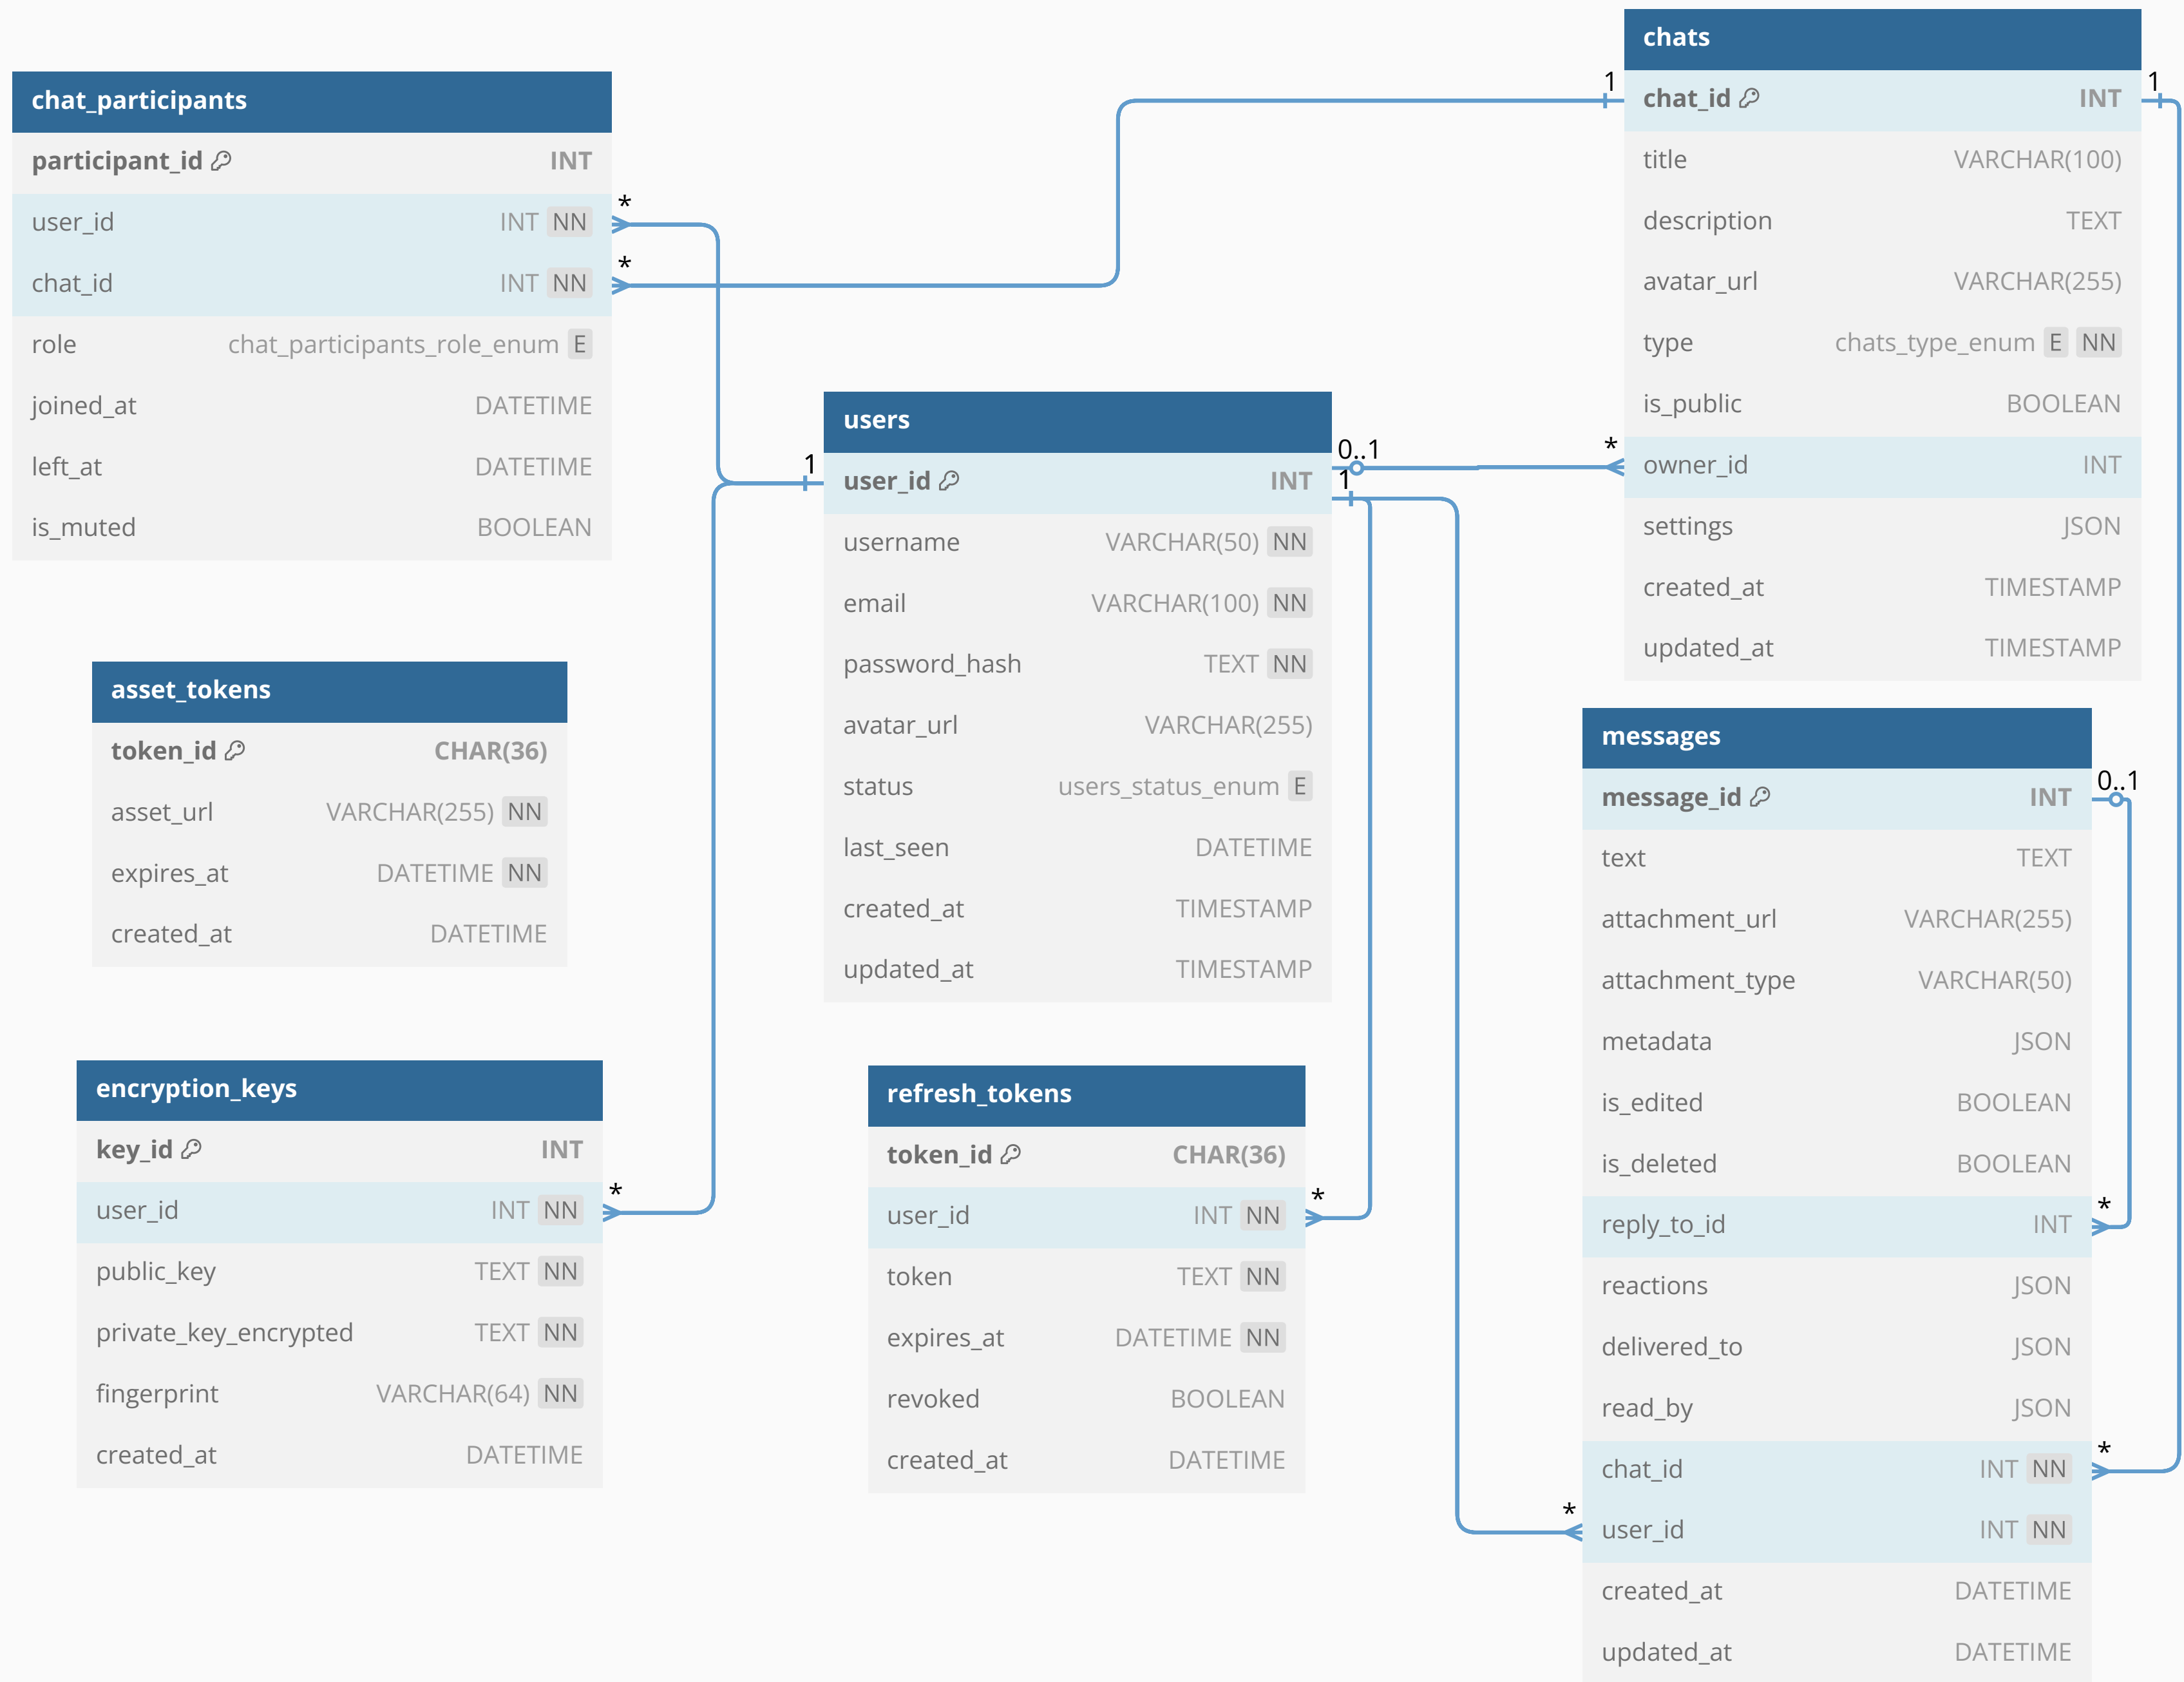 chat_participants
participant_id INT
user_id INT NN
chat_id INT NN
role chat_participants_role_enum E
joined_at DATETIME
left_at DATETIME
is_muted BOOLEAN
*
*
asset_tokens
token_id CHAR(36)
asset_url VARCHAR(255) NN
expires_at DATETIME NN
created_at DATETIME
encryption_keys
key_id INT
user_id INT NN
public_key TEXT NN
private_key_encrypted TEXT NN
fingerprint VARCHAR(64) NN
created_at DATETIME
*
users
1
user_id INT
0..1
1
username VARCHAR(50) NN
email VARCHAR(100) NN
password_hash TEXT NN
avatar_url VARCHAR(255)
status users_status_enum E
last_seen DATETIME
created_at TIMESTAMP
updated_at TIMESTAMP
refresh_tokens
token_id CHAR(36)
user_id INT NN
token TEXT NN
expires_at DATETIME NN
revoked BOOLEAN
created_at DATETIME
*
chats
1
chat_id INT
1
title VARCHAR(100)
description TEXT
avatar_url VARCHAR(255)
type chats_type_enum E NN
is_public BOOLEAN
*
owner_id INT
settings JSON
created_at TIMESTAMP
updated_at TIMESTAMP
messages
message_id INT
0..1
text TEXT
attachment_url VARCHAR(255)
attachment_type VARCHAR(50)
metadata JSON
is_edited BOOLEAN
is_deleted BOOLEAN
reply_to_id INT
*
reactions JSON
delivered_to JSON
read_by JSON
chat_id INT NN
*
*
user_id INT NN
created_at DATETIME
updated_at DATETIME